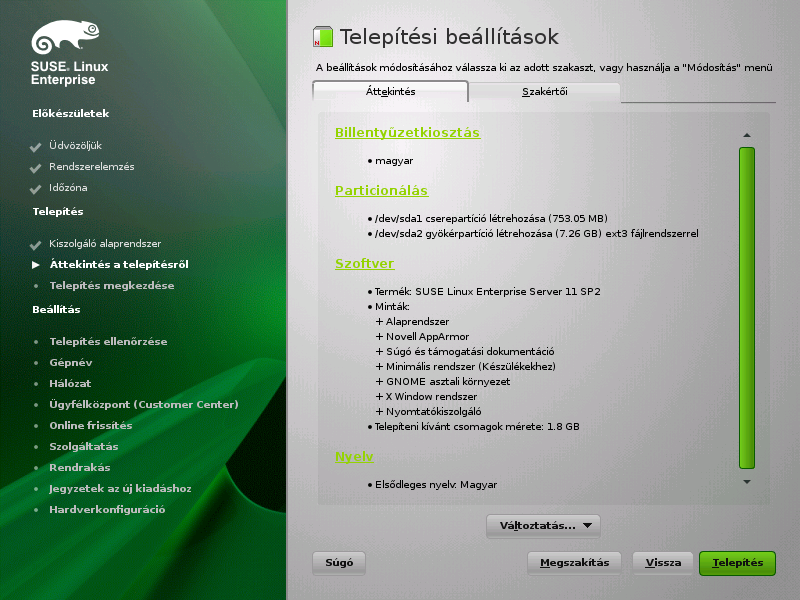 SUSE. Linux
Enterprise
Előkészületek
Üdvözöljük
Rendszerelemzés
Időzóna
Telepítés
Kiszolgáló alaprendszer
Áttekintés a telepítésről
Telepítés megkezdése
Beállítás
Telepítés ellenőrzése
Gépnév
Hálózat
Ügyfélközpont (Customer Center)
Online frissítés
Szolgáltatás
Rendrakás
Jegyzetek az új kiadáshoz
Hardverkonfiguráció
Telepítési beállítások
A beállítások módosításához válassza ki az adott szakaszt, vagy használja a "Módosítás" menü
Áttekintés Szakértői
Billentyűzetkiosztás
• magyar
Particionálás
• /dev/sda1 cserepartíció létrehozása (753.05 MB)
• /dev/sda2 gyökérpartíció létrehozása (7.26 GB) ext3 fájlrendszerrel
Szoftver
• Termék: SUSE Linux Enterprise Server 11 SP2
• Minták:
+ Alaprendszer
+ Novell AppArmor
+ Súgó és támogatási dokumentáció
+ Minimális rendszer (Készülékekhez)
+ GNOME asztali környezet
+ X Window rendszer
+ Nyomtatókiszolgáló
• Telepíteni kívánt csomagok mérete: 1.8 GB
Nyelv
• Elsődleges nyelv: Magyar
Változtatás...
Súgó Megszakítás Vissza Telepítés